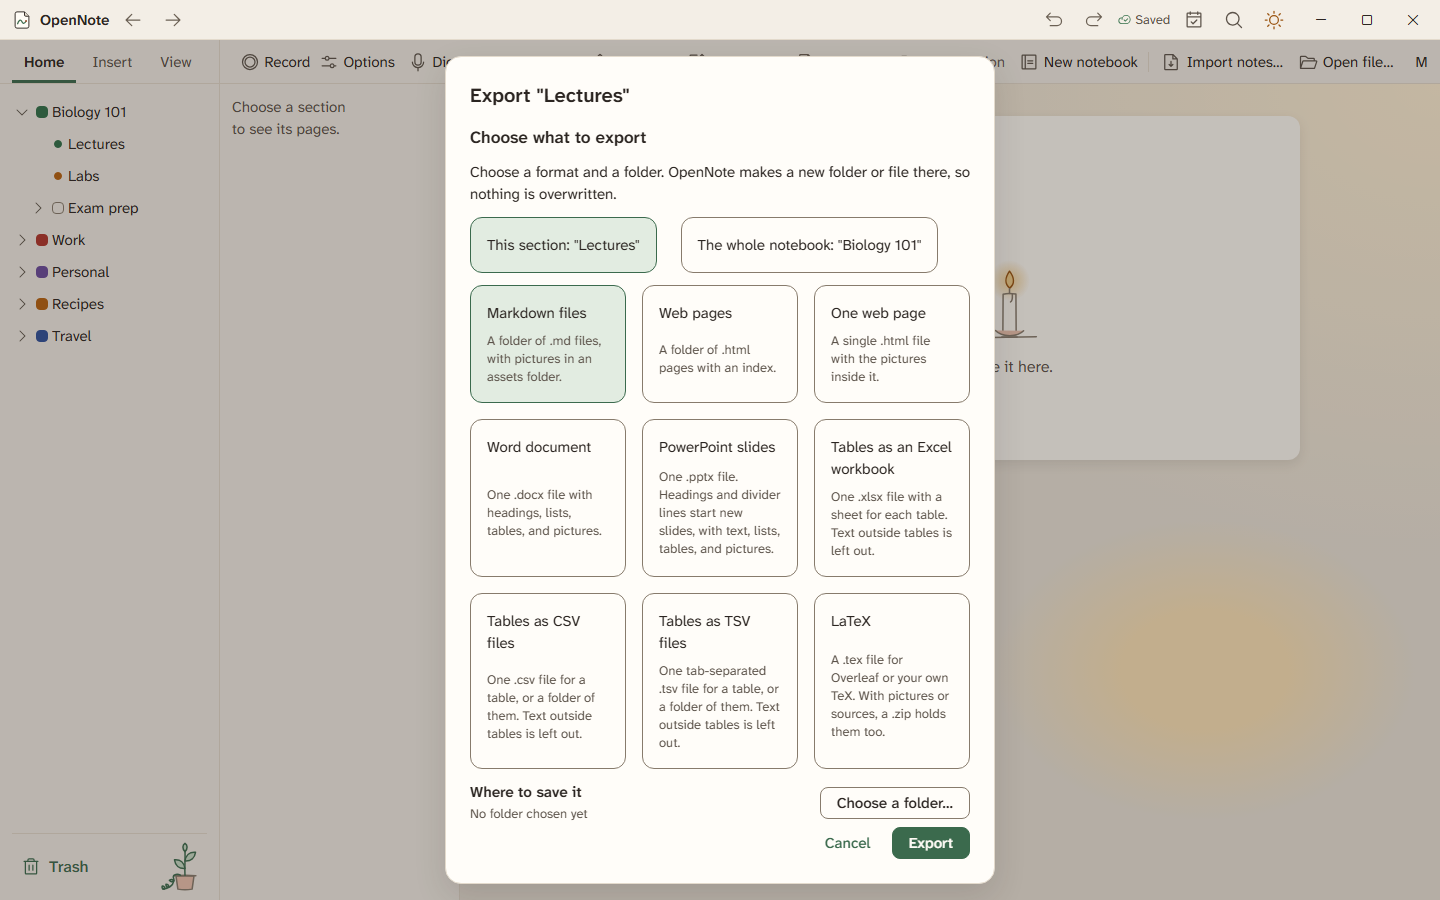 OpenNote
Saved
Home
Insert
View
Record
Options
New notebook
Import notes...
Open file...
M
Biology 101
Lectures
Labs
Exam prep
Work
Personal
Recipes
Travel
Trash
Choose a section
to see its pages.
it here.
Export "Lectures"
Choose what to export
Choose a format and a folder. OpenNote makes a new folder or file there, so
nothing is overwritten.
This section: "Lectures"
The whole notebook: "Biology 101"
Markdown files
A folder of .md files,
with pictures in an
assets folder.
Web pages
A folder of .html
pages with an index.
One web page
A single .html file
with the pictures
inside it.
Word document
One .docx file with
headings, lists,
tables, and pictures.
PowerPoint slides
One .pptx file.
Headings and divider
lines start new
slides, with text, lists,
tables, and pictures.
Tables as an Excel
workbook
One .xlsx file with a
sheet for each table.
Text outside tables is
left out.
Tables as CSV
files
One .csv file for a
table, or a folder of
them. Text outside
tables is left out.
Tables as TSV
files
One tab-separated
.tsv file for a table, or
a folder of them. Text
outside tables is left
out.
LaTeX
A .tex file for
Overleaf or your own
TeX. With pictures or
sources, a .zip holds
them too.
Where to save it
No folder chosen yet
Choose a folder...
Cancel
Export